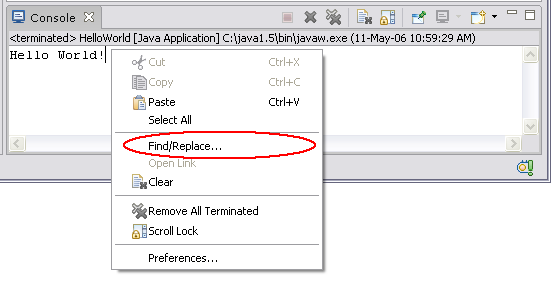 Console
<terminated> HelloWorld [Java Application] C:\java1.5\bin\javaw.exe (11-May-06 10:59:29 AM)
Hello World!
Cut Ctrl+X
Copy Ctrl+C
Paste Ctrl+V
Select All
Find/Replace...
Open Link
Clear
Remove All Terminated
Scroll Lock
Preferences...